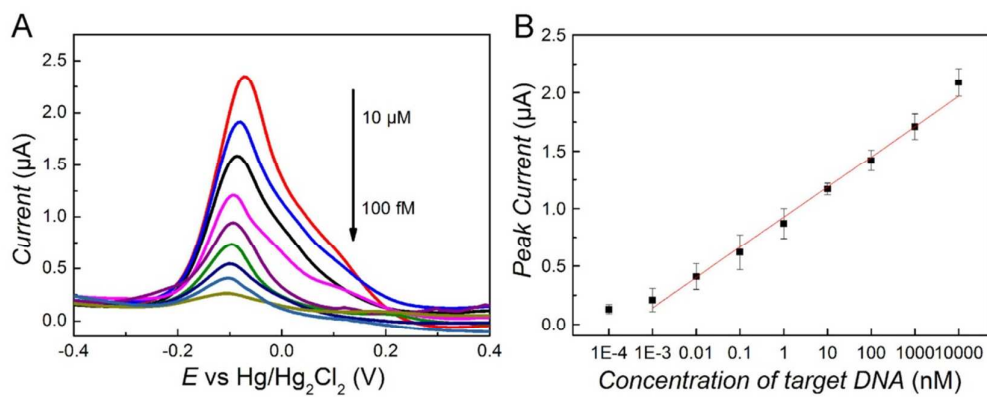 A
Current (µA)
2.5
2.0
1.5
1.0
0.5
0.0
10 µM
100 fM
-0.4
-0.2
0.0
0.2
0.4
E vs Hg/Hg₂Cl₂ (V)
B
Peak Current (µA)
2.5
2.0
1.5
1.0
0.5
0.0
1E-4 1E-3 0.01 0.1 1 10 100 1000 10000
Concentration of target DNA (nM)